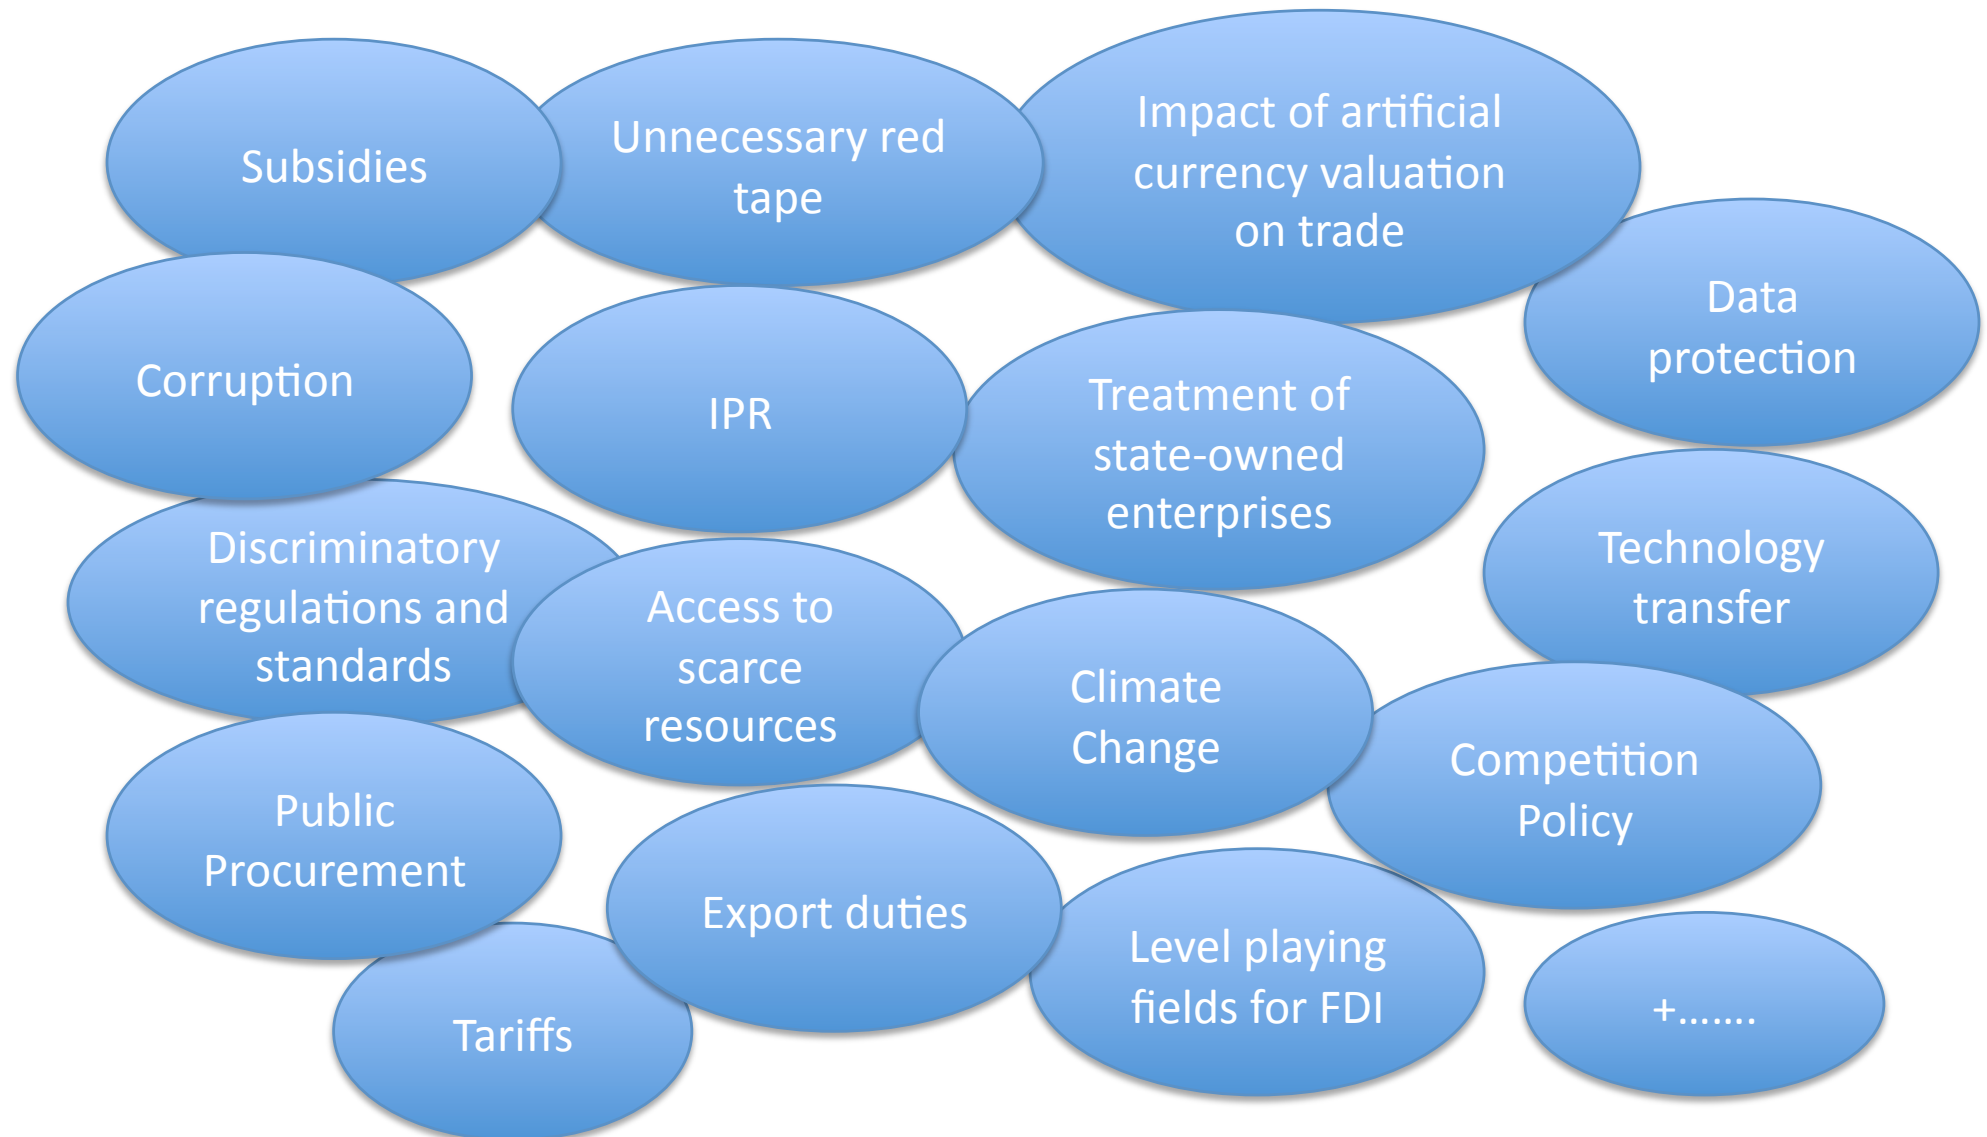 Subsidies
Unnecessary red
tape
Impact of artificial
currency valuation
on trade
Data
protection
Corruption
IPR
Treatment of
state-owned
enterprises
Discriminatory
regulations and
standards
Access to
scarce
resources
Technology
transfer
Climate
Change
Competition
Policy
Public
Procurement
Export duties
Level playing
fields for FDI
+.......
Tariffs